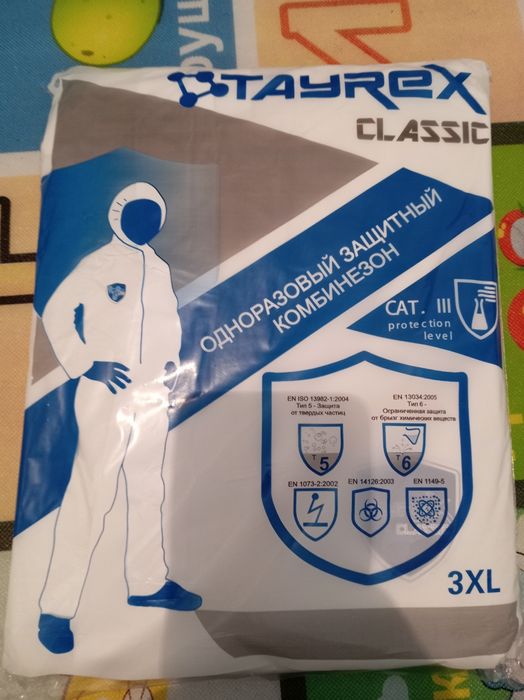 руш
TAYREX
CLASSIC
ОДНОРАЗОВЫЙ ЗАЩИТНЫЙ
КОМБИНЕЗОН
CAT. III
protection
level
EN ISO 13982-1:2004
Тип 5 - Защита
от твердых частиц
EN 13034:2005
Тип 6 -
Ограниченная защита
от брызг химических веществ
T 5
T 6
EN 1073-2:2002
EN 14126:2003
EN 1149-5
3XL